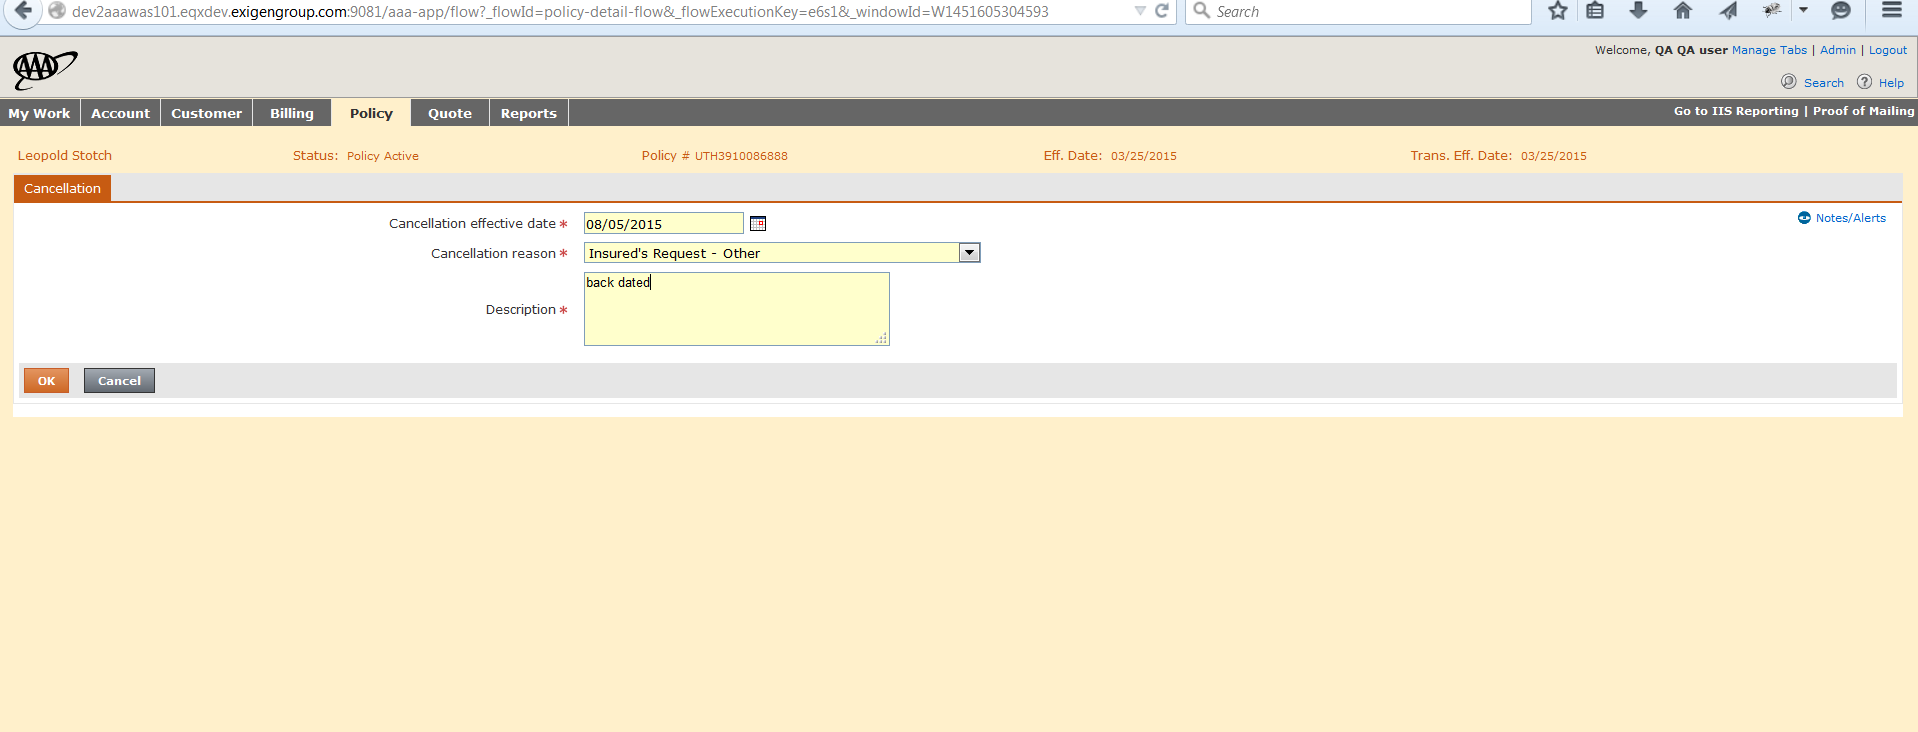 dev2aaawas101.eqxdev.exigengroup.com:9081/aaa-app/flow?_flowId=policy-detail-flow&_flowExecutionKey=e6s1&_windowId=W1451605304593
Search
AAA
Welcome, QA QA user Manage Tabs | Admin | Logout
Search ? Help
My Work Account Customer Billing Policy Quote Reports Go to IIS Reporting | Proof of Mailing
Leopold Stotch Status: Policy Active Policy # UTH3910086888 Eff. Date: 03/25/2015 Trans. Eff. Date: 03/25/2015
Cancellation
Cancellation effective date * 08/05/2015 Notes/Alerts
Cancellation reason * Insured's Request - Other
Description * back dated
OK Cancel